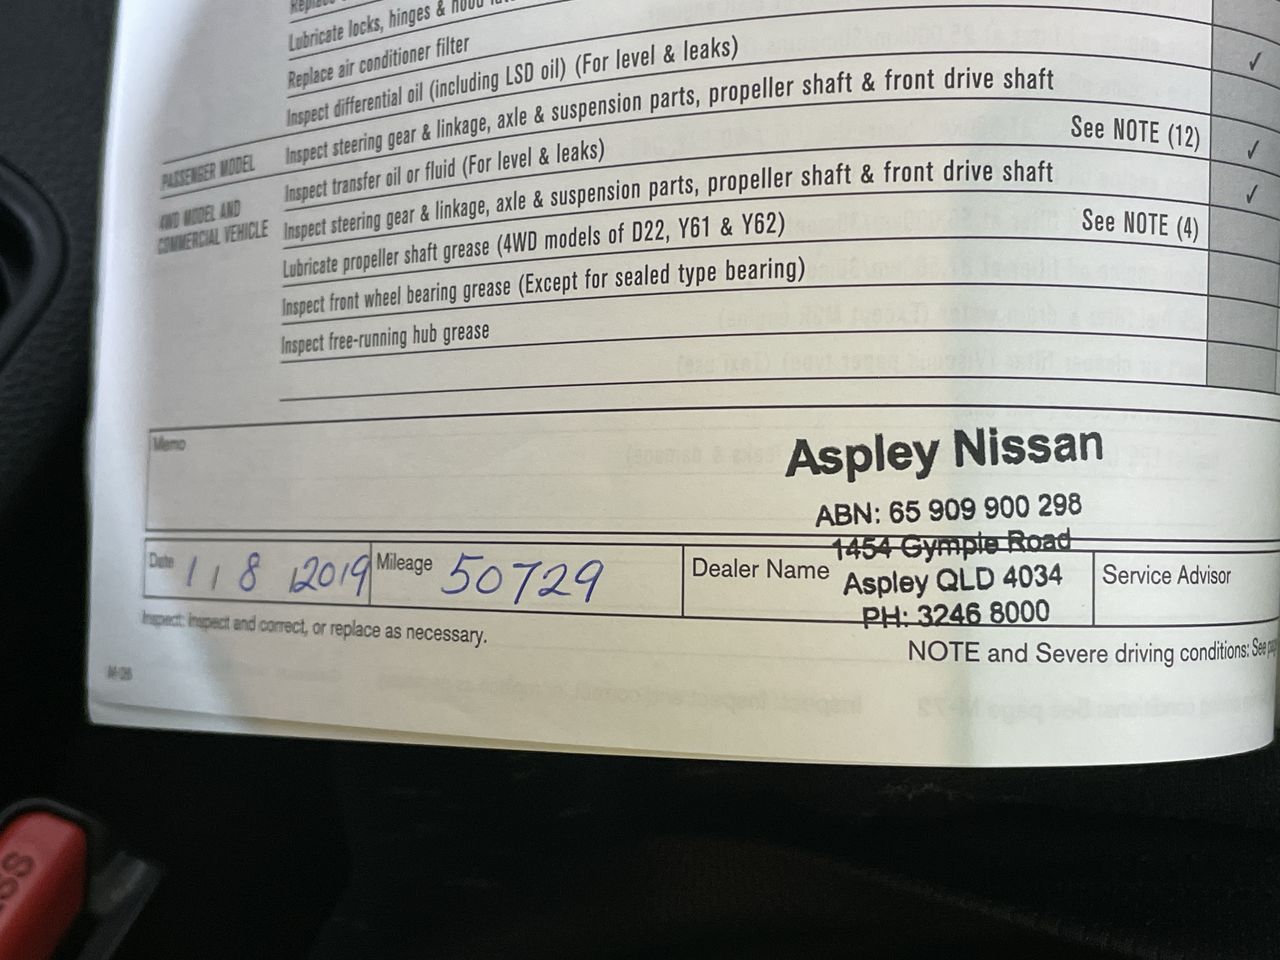 Lubricate locks, hinges & hood
Replace air conditioner filter
Inspect differential oil (including LSD oil) (For level & leaks) ✓
PASSENGER MODEL Inspect steering gear & linkage, axle & suspension parts, propeller shaft & front drive shaft
See NOTE (12)
Inspect transfer oil or fluid (For level & leaks) ✓
4WD MODEL AND
COMMERCIAL VEHICLE
Inspect steering gear & linkage, axle & suspension parts, propeller shaft & front drive shaft ✓
See NOTE (4)
Lubricate propeller shaft grease (4WD models of D22, Y61 & Y62)
Inspect front wheel bearing grease (Except for sealed type bearing)
Inspect free-running hub grease
Memo
Aspley Nissan
ABN: 65 909 900 298
1454 Gympie Road
Aspley QLD 4034
PH: 3246 8000
Date 1 / 8 / 2019 Mileage 50729 Dealer Name Service Advisor
Inspect: Inspect and correct, or replace as necessary.
NOTE and Severe driving conditions: See
M-26